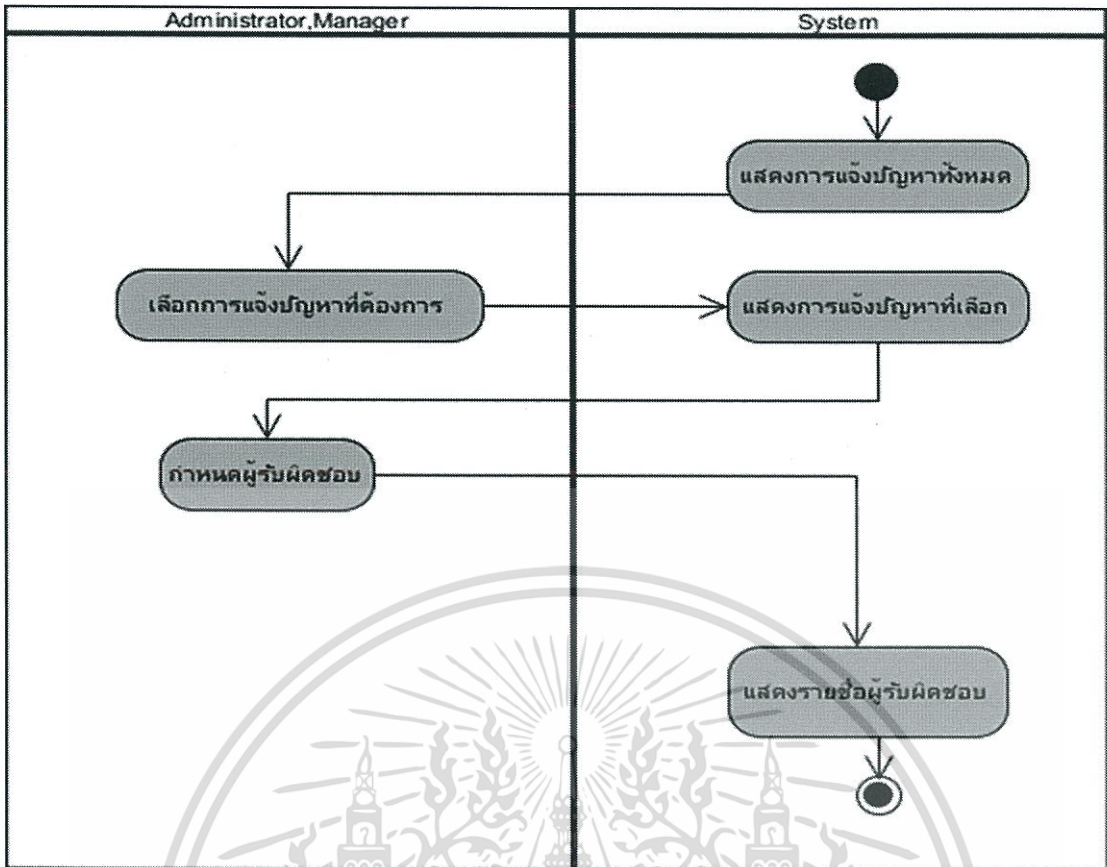 Administrator,Manager
System
แสดงการแจ้งปัญหาทั้งหมด
เลือกการแจ้งปัญหาที่ต้องการ
แสดงการแจ้งปัญหาที่เลือก
กำหนดผู้รับผิดชอบ
แสดงรายชื่อผู้รับผิดชอบ